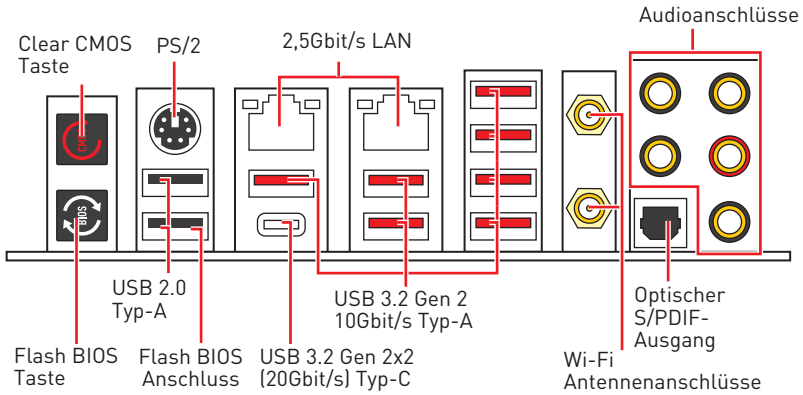 Audioanschlüsse
Clear CMOS
Taste
PS/2
2,5Gbit/s LAN
CMOS
BIOS
USB 2.0
Typ-A
USB 3.2 Gen 2
10Gbit/s Typ-A
Optischer
S/PDIF-
Ausgang
Flash BIOS
Taste
Flash BIOS
Anschluss
USB 3.2 Gen 2x2
(20Gbit/s) Typ-C
Wi-Fi
Antennenanschlüsse